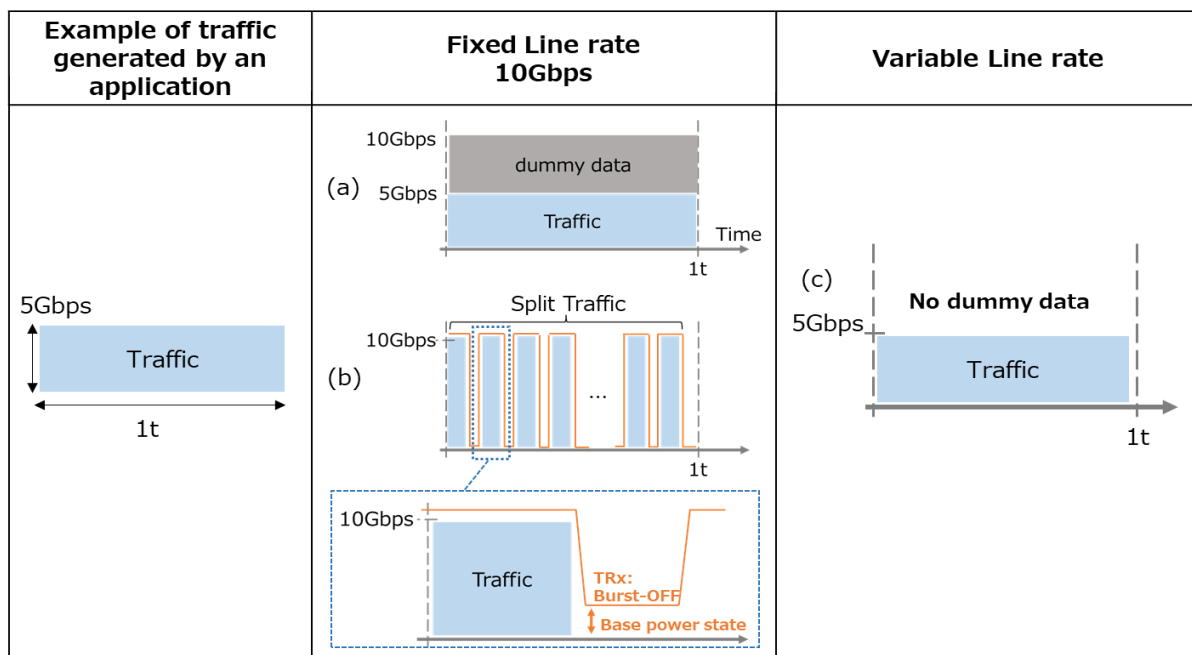 Example of traffic
generated by an
application
Fixed Line rate
10Gbps
Variable Line rate
5Gbps
Traffic
1t
(a)
10Gbps
dummy data
5Gbps
Traffic
Time
1t
(b)
Split Traffic
10Gbps
...
1t
10Gbps
Traffic
TRx:
Burst-OFF
Base power state
(c)
No dummy data
5Gbps
Traffic
1t